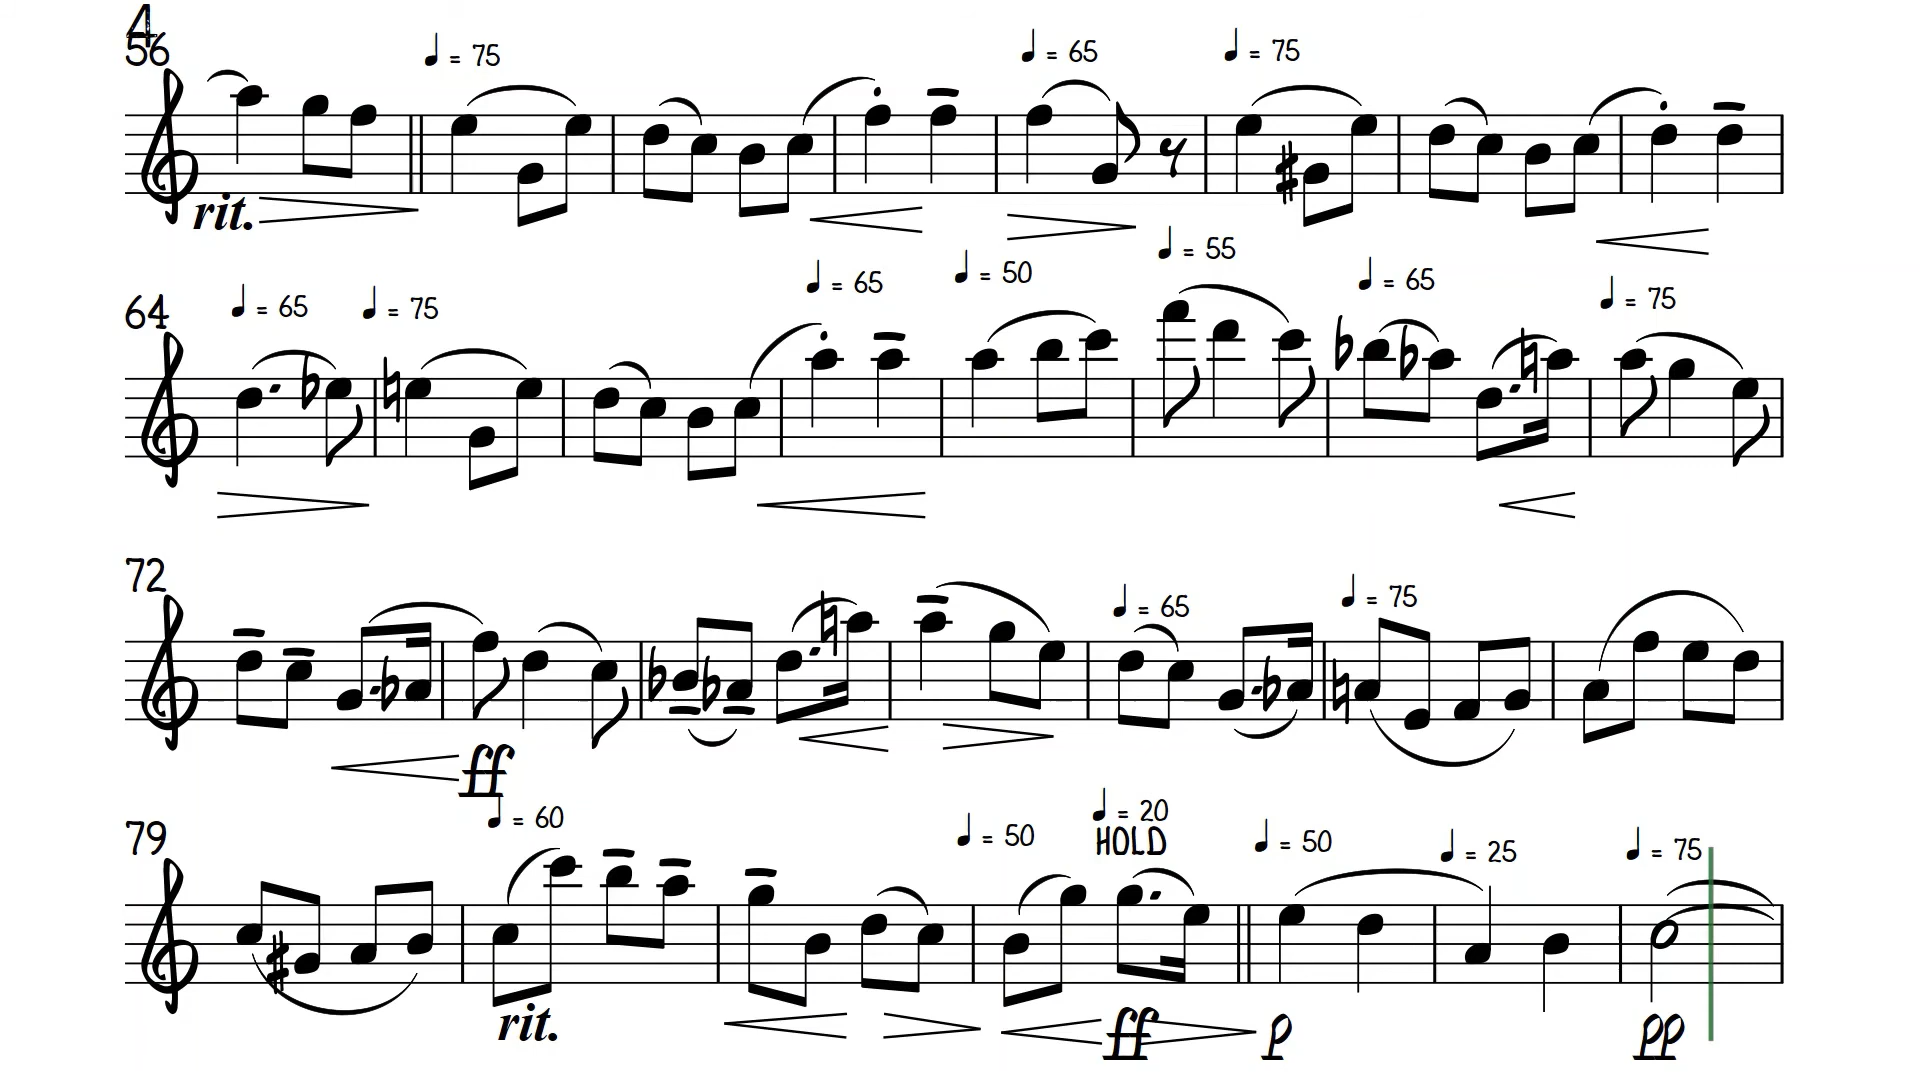 4
56
♩ = 75
♩ = 65
♩ = 75
rit.
64
♩ = 65
♩ = 75
♩ = 65
♩ = 50
♩ = 55
♩ = 65
♩ = 75
72
♩ = 65
♩ = 75
ff
79
♩ = 60
♩ = 50
♩ = 20
HOLD
♩ = 50
♩ = 25
♩ = 75
rit.
ff
p
pp